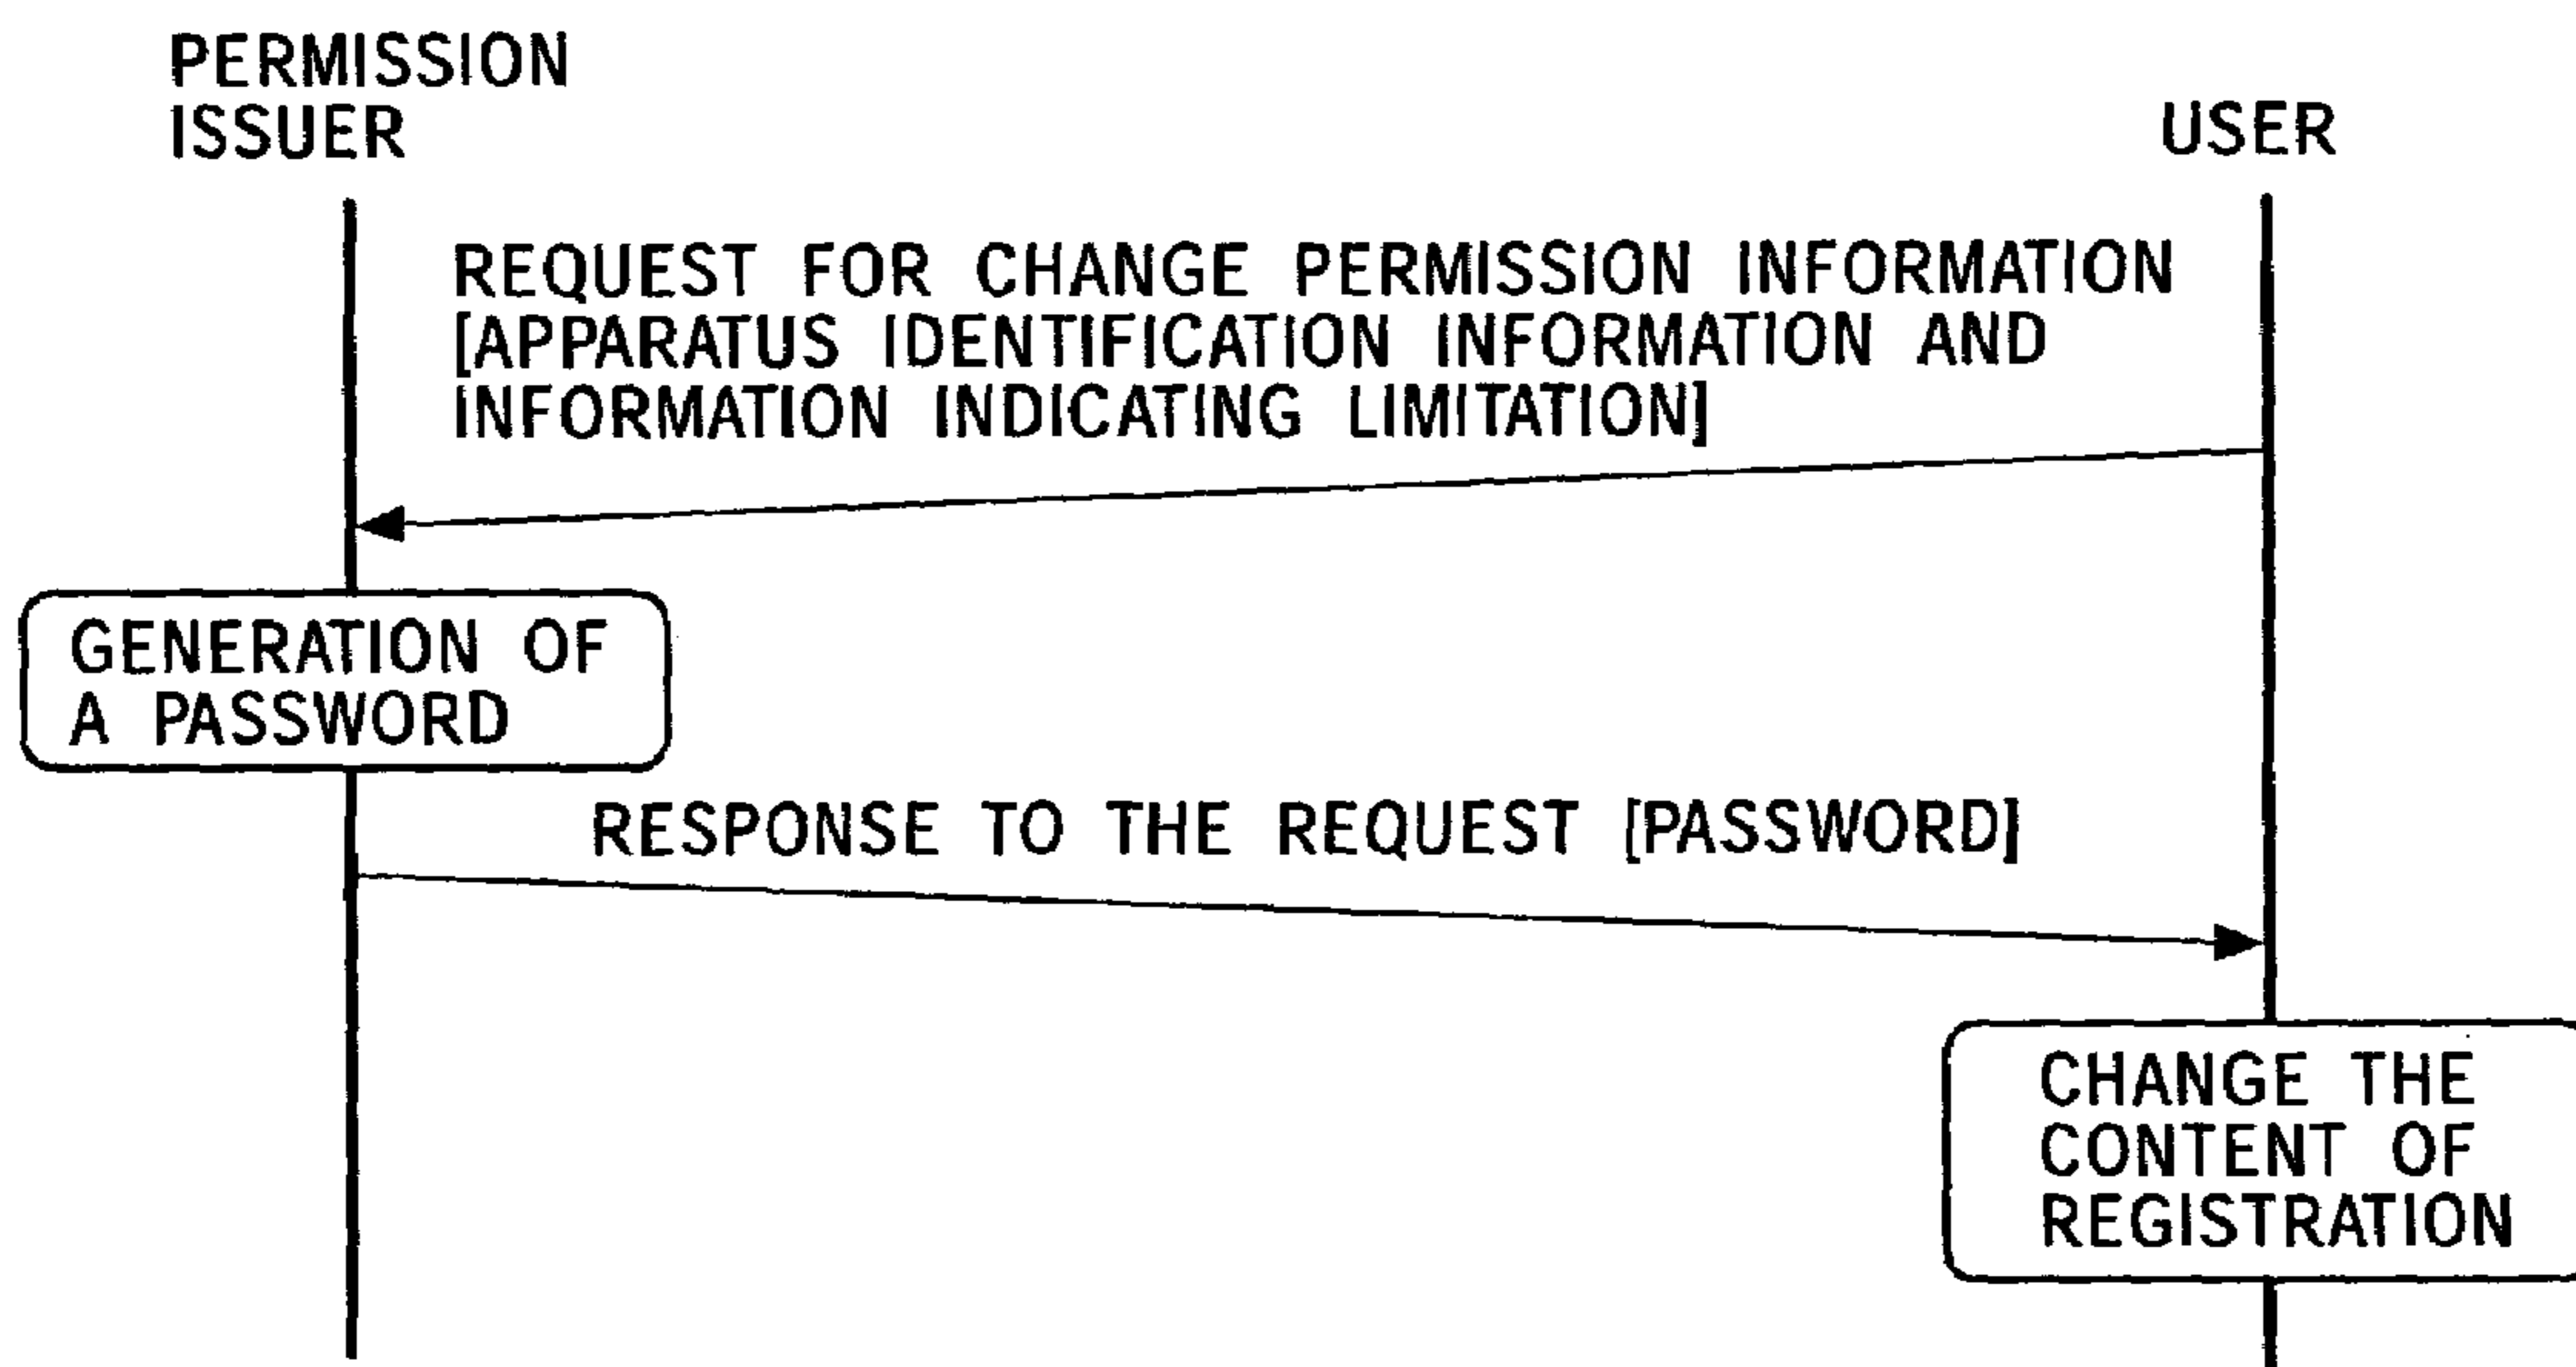 PERMISSION
ISSUER
USER
REQUEST FOR CHANGE PERMISSION INFORMATION
[APPARATUS IDENTIFICATION INFORMATION AND
INFORMATION INDICATING LIMITATION]
GENERATION OF
A PASSWORD
RESPONSE TO THE REQUEST [PASSWORD]
CHANGE THE
CONTENT OF
REGISTRATION